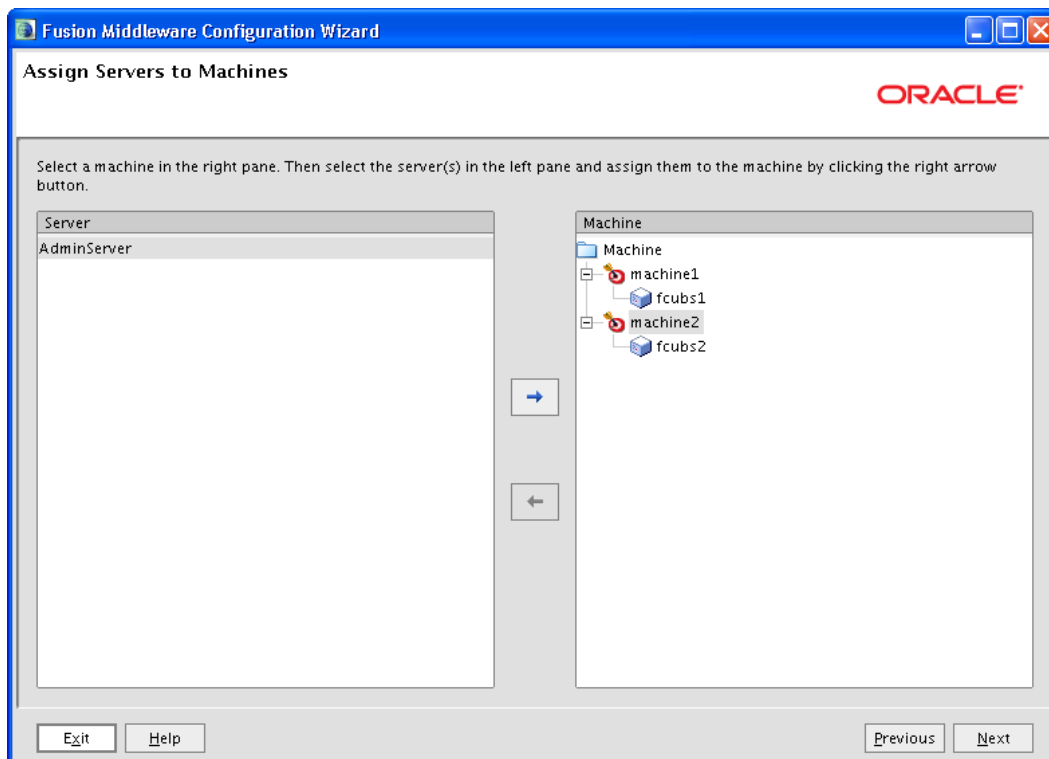 Fusion Middleware Configuration Wizard
Assign Servers to Machines
ORACLE
Select a machine in the right pane. Then select the server(s) in the left pane and assign them to the machine by clicking the right arrow
button.
Server
AdminServer
Machine
Machine
machine1
fcubs1
machine2
fcubs2
Exit
Help
Previous
Next